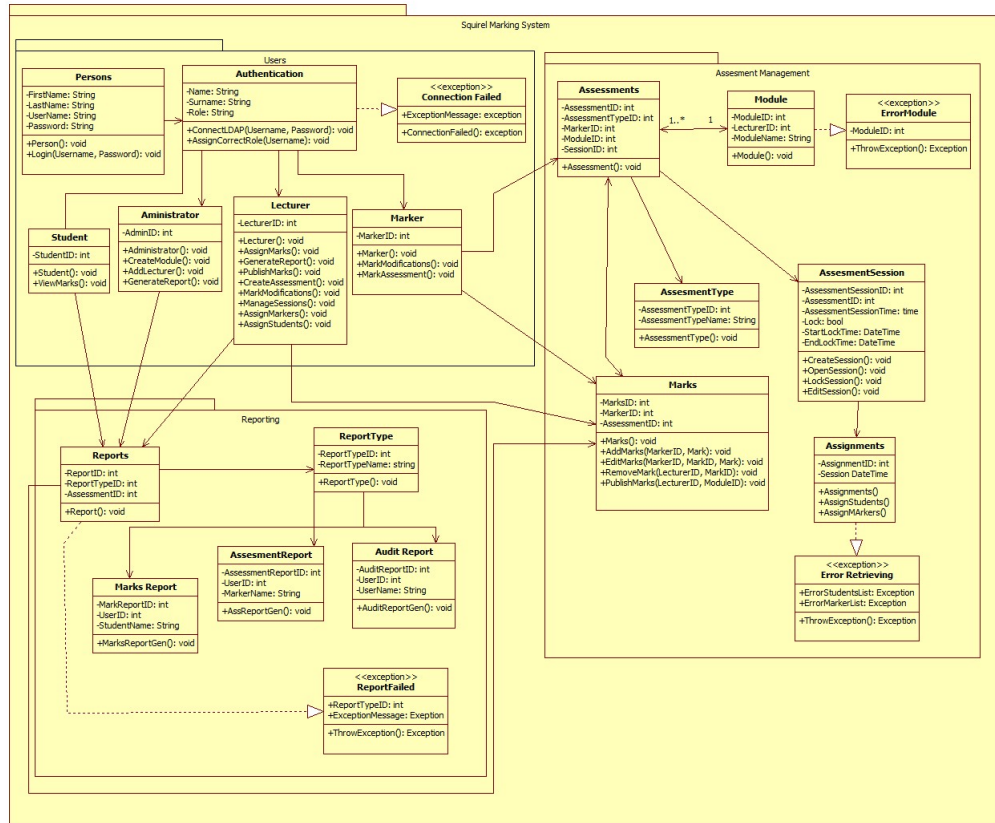 Squirel Marking System
Users
Persons
-FirstName: String
-LastName: String
-UserName: String
-Password: String
+Person(): void
+Login(Username, Password): void
Authentication
-Name: String
-Surname: String
-Role: String
+ConnectLDAP(Username, Password): void
+AssignCorrectRole(Username): void
<<exception>>
Connection Failed
+ExceptionMessage: exception
+ConnectionFailed(): exception
Student
-StudentID: int
+Student(): void
+ViewMarks(): void
Aministrator
-AdminID: int
+Administrator(): void
+CreateModule(): void
+AddLecturer(): void
+GenerateReport(): void
Lecturer
-LecturerID: int
+Lecturer(): void
+AssignMarks(): void
+GenerateReport(): void
+PublishMarks(): void
+CreateAssessment(): void
+MarkModifications(): void
+ManageSessions(): void
+AssignMarkers(): void
+AssignStudents(): void
Marker
-MarkerID: int
+Marker(): void
+MarkModifications(): void
+MarkAssessment(): void
Assesment Management
Assessments
-AssessmentID: int
-AssessmentTypeID: int
-MarkerID: int
-ModuleID: int
-SessionID: int
+Assessment(): void
1..*
1
Module
-ModuleID: int
-LecturerID: int
-ModuleName: String
+Module(): void
<<exception>>
ErrorModule
-ModuleID: int
+ThrowException(): Exception
AssesmentType
-AssessmentTypeID: int
-AssessmentTypeName: String
+AssessmentType(): void
AssesmentSession
-AssessmentSessionID: int
-AssessmentID: int
-AssessmentSessionTime: time
-Lock: bool
-StartLockTime: DateTime
-EndLockTime: DateTime
+CreateSession(): void
+OpenSession(): void
+LockSession(): void
+EditSession(): void
Marks
-MarksID: int
-MarkerID: int
-AssessmentID: int
+Marks(): void
+AddMarks(MarkerID, Mark): void
+EditMarks(MarkerID, MarkID, Mark): void
+RemoveMark(LecturerID, MarkID): void
+PublishMarks(LecturerID, ModuleID): void
Assignments
-AssignmentID: int
-Session DateTime
+Assignments()
+AssignStudents()
+AssignMArkers()
<<exception>>
Error Retrieving
+ErrorStudentsList: Exception
+ErrorMarkerList: Exception
+ThrowException(): Exception
Reporting
Reports
-ReportID: int
-ReportTypeID: int
-AssessmentID: int
+Report(): void
ReportType
-ReportTypeID: int
-ReportTypeName: string
+ReportType(): void
Marks Report
-MarkReportID: int
-UserID: int
-StudentName: String
+MarksReportGen(): void
AssesmentReport
-AssessmentReportID: int
-UserID: int
-MarkerName: String
+AssReportGen(): void
Audit Report
-AuditReportID: int
-UserID: int
-UserName: String
+AuditReportGen(): void
<<exception>>
ReportFailed
+ReportTypeID: int
+ExceptionMessage: Exeption
+ThrowException(): Exception